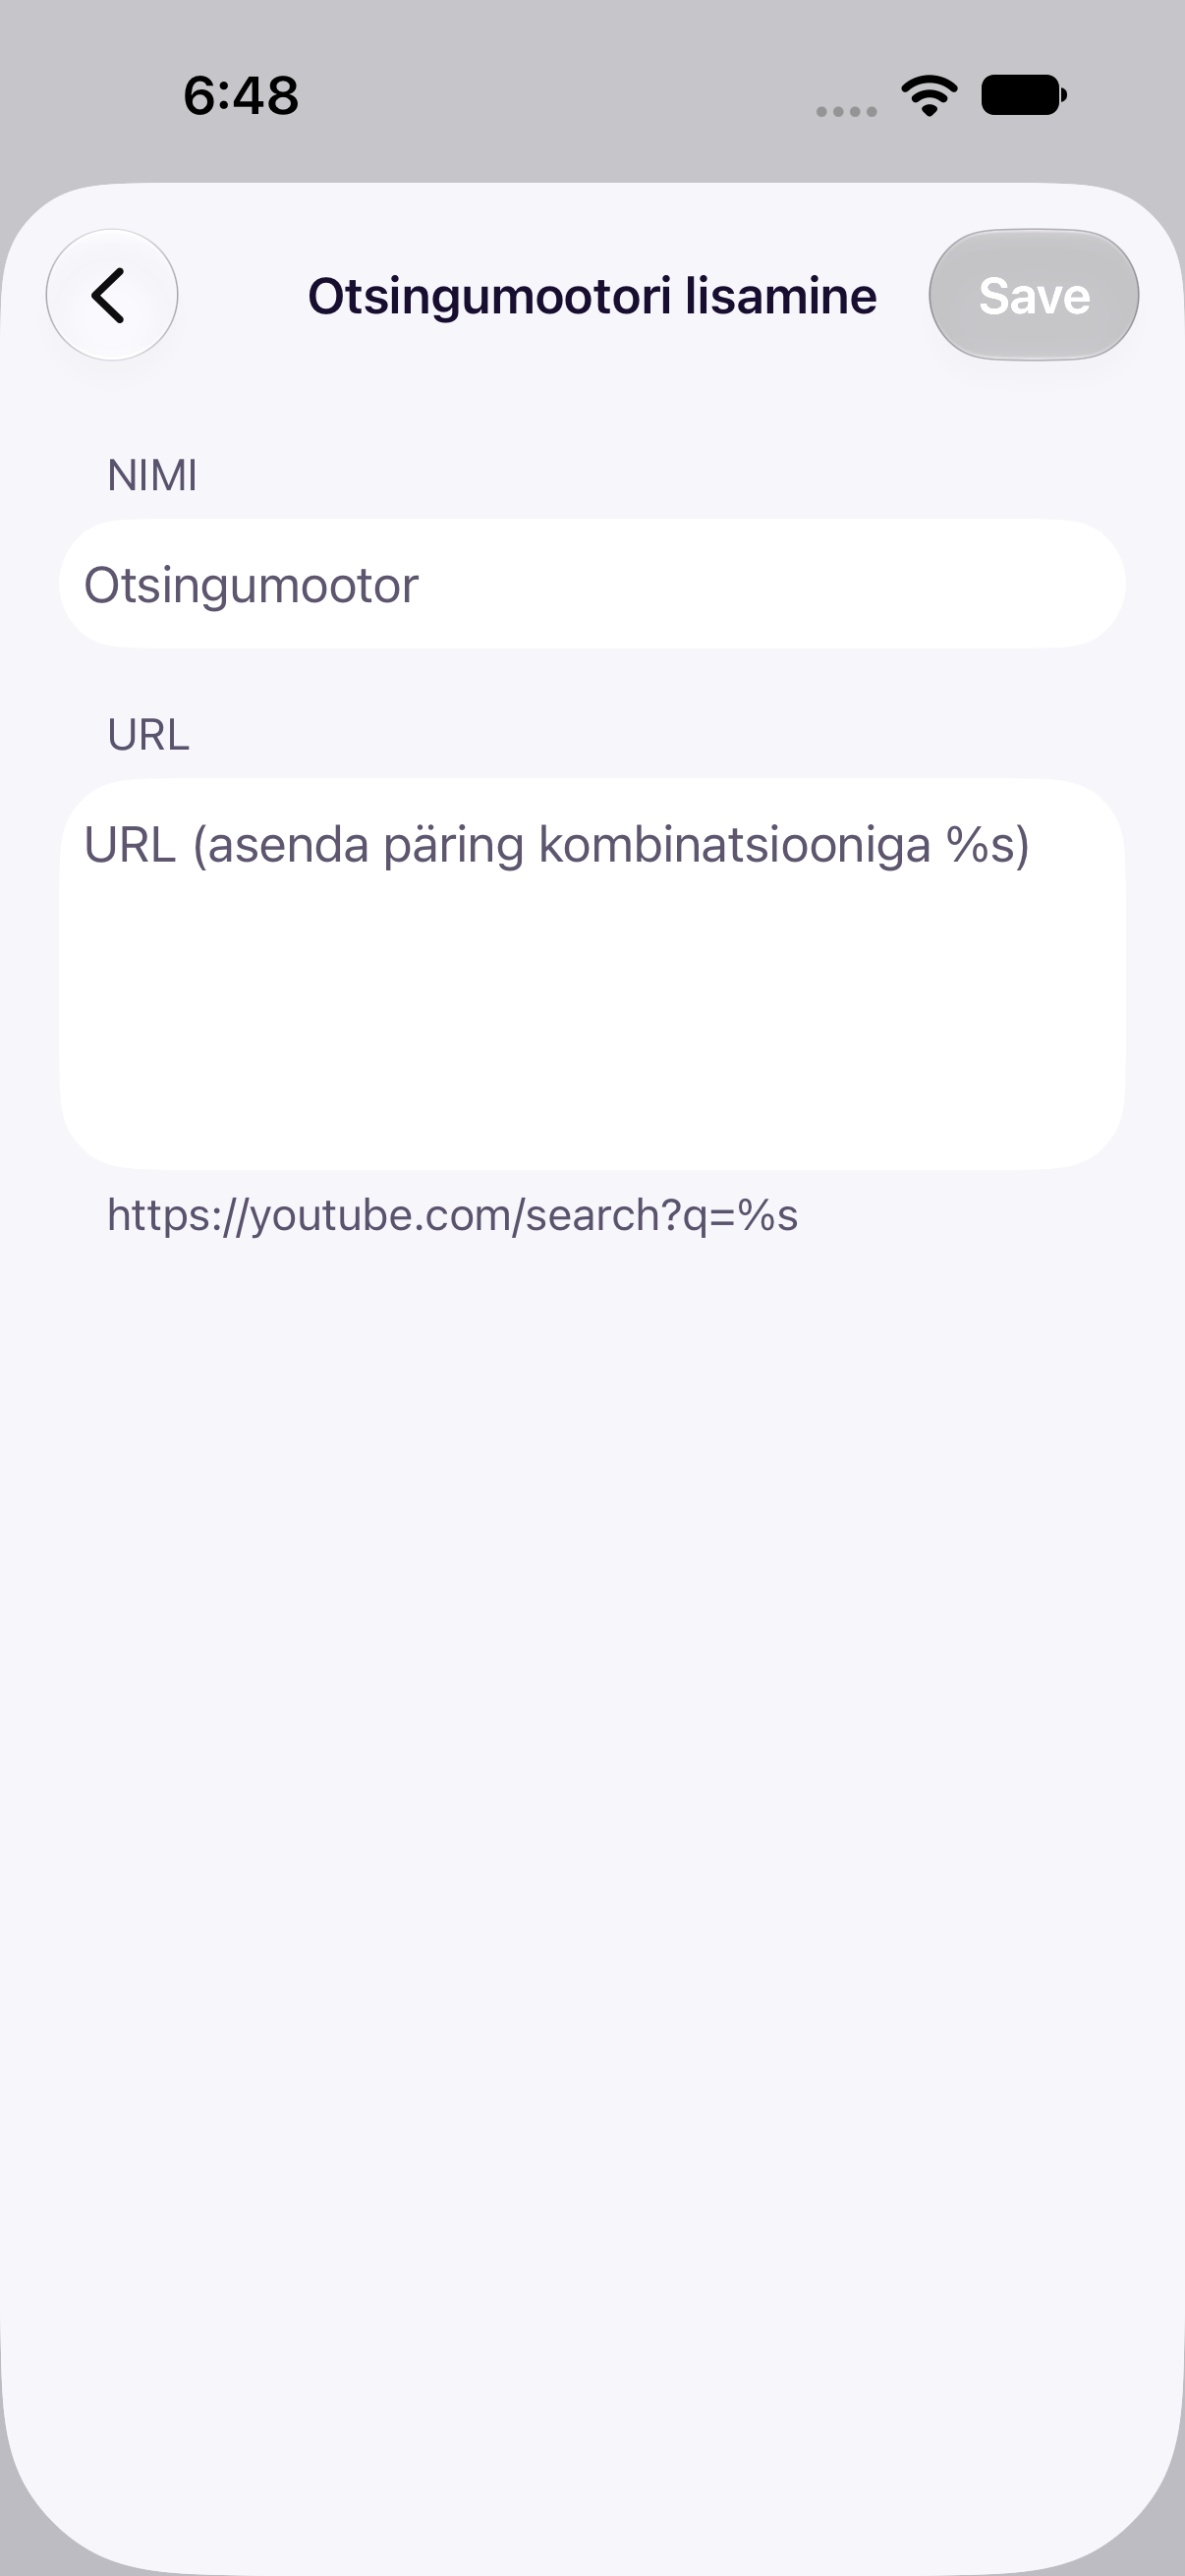 6:48
Otsingumootori lisamine
Save
NIMI
Otsingumootor
URL
URL (asenda päring kombinatsiooniga %s)
https://youtube.com/search?q=%s